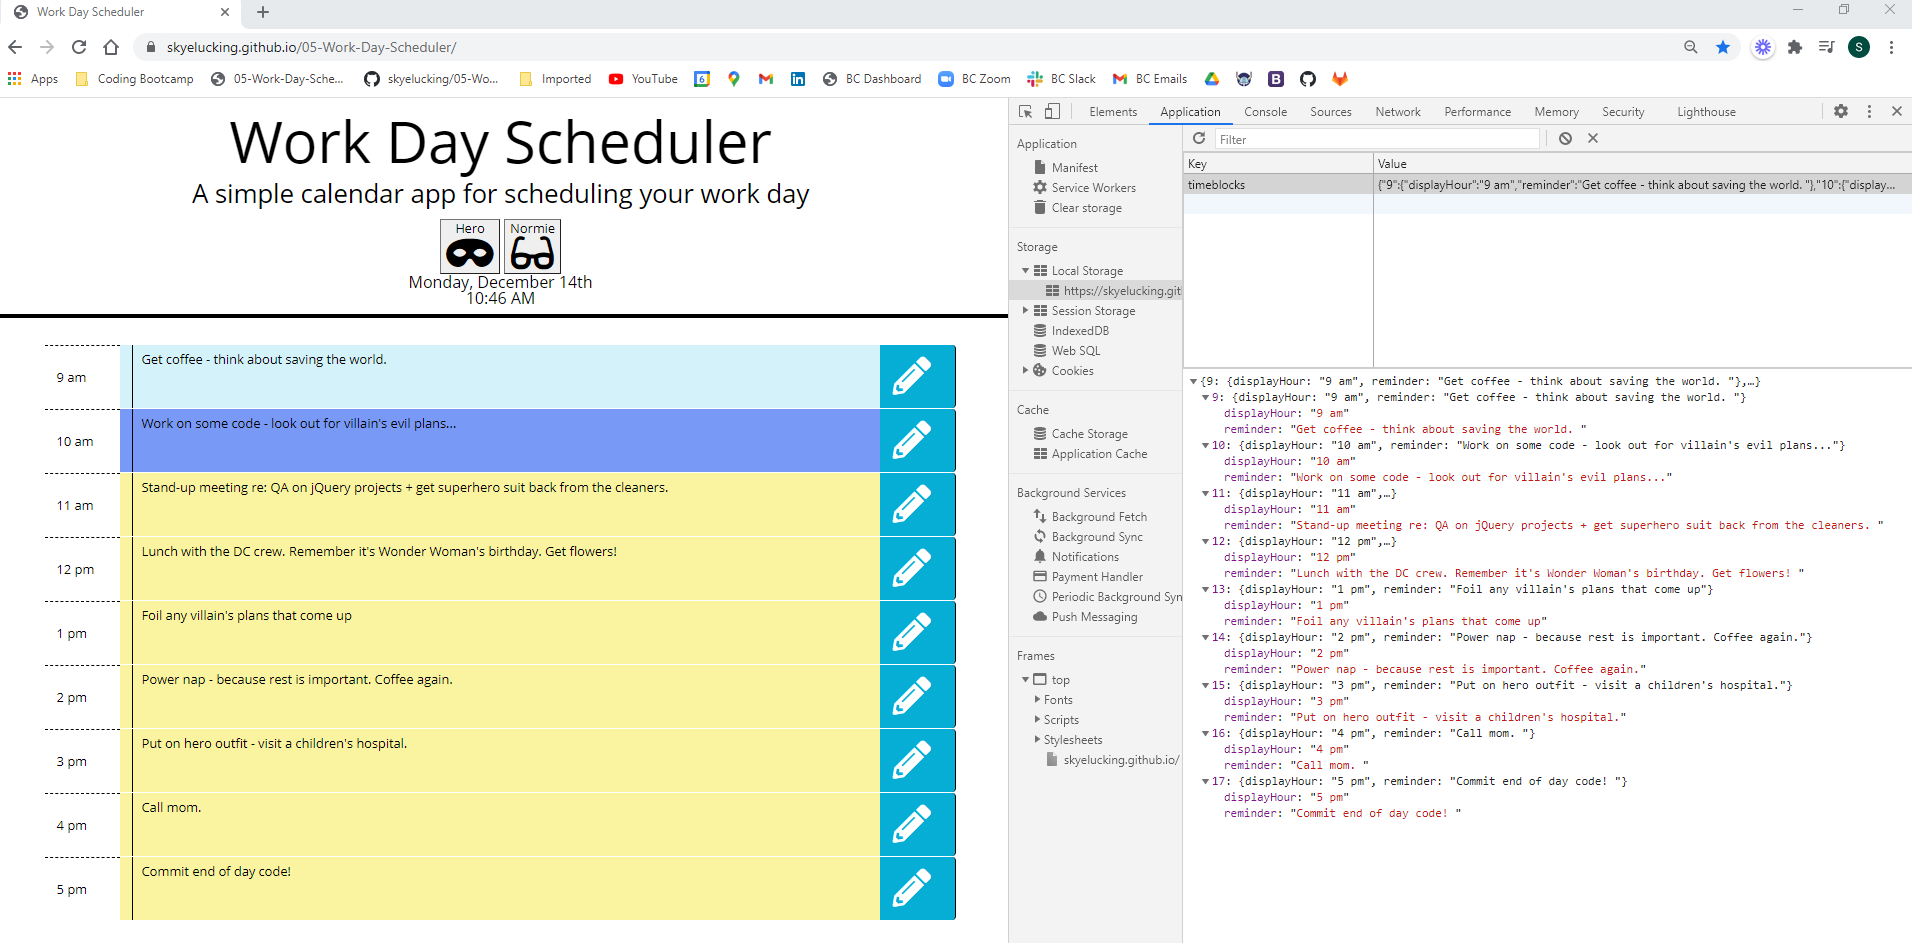 Work Day Scheduler
skyelucking.github.io/05-Work-Day-Scheduler/
S
Apps Coding Bootcamp 05-Work-Day-Sche... skyelucking/05-Wo... Imported YouTube 6 BC Dashboard BC Zoom BC Slack BC Emails B
Work Day Scheduler
A simple calendar app for scheduling your work day
Hero Normie
Monday, December 14th
10:46 AM
9 am Get coffee - think about saving the world.
10 am Work on some code - look out for villain's evil plans...
11 am Stand-up meeting re: QA on jQuery projects + get superhero suit back from the cleaners.
12 pm Lunch with the DC crew. Remember it's Wonder Woman's birthday. Get flowers!
1 pm Foil any villain's plans that come up
2 pm Power nap - because rest is important. Coffee again.
3 pm Put on hero outfit - visit a children's hospital.
4 pm Call mom.
5 pm Commit end of day code!
Elements Application Console Sources Network Performance Memory Security Lighthouse
Application
Manifest
Service Workers
Clear storage
Storage
Local Storage
https://skyelucking.git
Session Storage
IndexedDB
Web SQL
Cookies
Cache
Cache Storage
Application Cache
Background Services
Background Fetch
Background Sync
Notifications
Payment Handler
Periodic Background Syn
Push Messaging
Frames
top
Fonts
Scripts
Stylesheets
skyelucking.github.io/
Filter
Key Value
timeblocks {"9":{"displayHour":"9 am","reminder":"Get coffee - think about saving the world. "},"10":{"display...
{9: {displayHour: "9 am", reminder: "Get coffee - think about saving the world. "},…}
9: {displayHour: "9 am", reminder: "Get coffee - think about saving the world. "}
displayHour: "9 am"
reminder: "Get coffee - think about saving the world. "
10: {displayHour: "10 am", reminder: "Work on some code - look out for villain's evil plans..."}
displayHour: "10 am"
reminder: "Work on some code - look out for villain's evil plans..."
11: {displayHour: "11 am",…}
displayHour: "11 am"
reminder: "Stand-up meeting re: QA on jQuery projects + get superhero suit back from the cleaners. "
12: {displayHour: "12 pm",…}
displayHour: "12 pm"
reminder: "Lunch with the DC crew. Remember it's Wonder Woman's birthday. Get flowers! "
13: {displayHour: "1 pm", reminder: "Foil any villain's plans that come up"}
displayHour: "1 pm"
reminder: "Foil any villain's plans that come up"
14: {displayHour: "2 pm", reminder: "Power nap - because rest is important. Coffee again."}
displayHour: "2 pm"
reminder: "Power nap - because rest is important. Coffee again."
15: {displayHour: "3 pm", reminder: "Put on hero outfit - visit a children's hospital."}
displayHour: "3 pm"
reminder: "Put on hero outfit - visit a children's hospital."
16: {displayHour: "4 pm", reminder: "Call mom. "}
displayHour: "4 pm"
reminder: "Call mom. "
17: {displayHour: "5 pm", reminder: "Commit end of day code! "}
displayHour: "5 pm"
reminder: "Commit end of day code! "